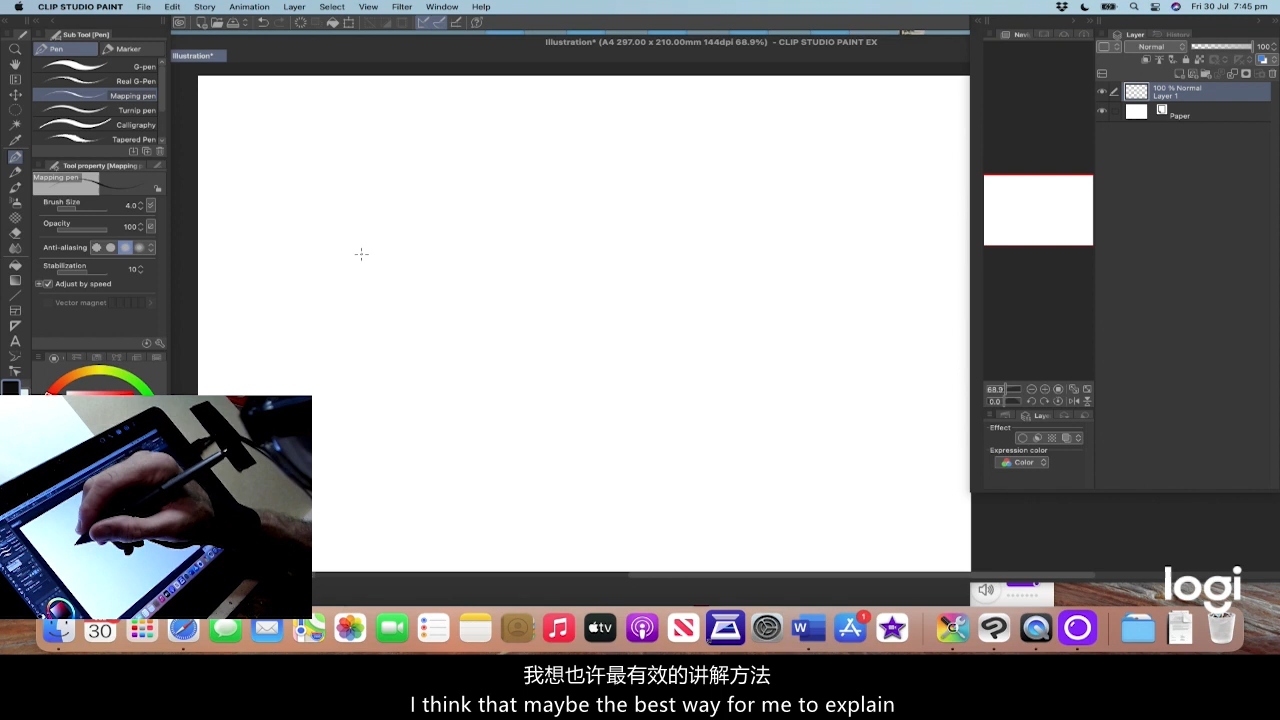 CLIP STUDIO PAINT File Edit Story Animation Layer Select View Filter Window Help Fri 30 Jul 7:45 pm
Sub Tool [Pen]
Illustration* (A4 297.00 x 210.00mm 144dpi 68.9%) - CLIP STUDIO PAINT EX
Layer History
Pen Marker
Illustration*
Normal 100
G-pen
Real G-Pen
Mapping pen
Turnip pen
Calligraphy
Tapered Pen
100 % Normal
Layer 1
Paper
Tool property [Mapping
Mapping pen
Brush Size 4.0
Opacity 100
Anti-aliasing
Stabilization 10
Adjust by speed
Vector magnet
68.9
0.0
Effect
Expression color
Color
logi
30
tv
W
1
我想也许最有效的讲解方法
I think that maybe the best way for me to explain